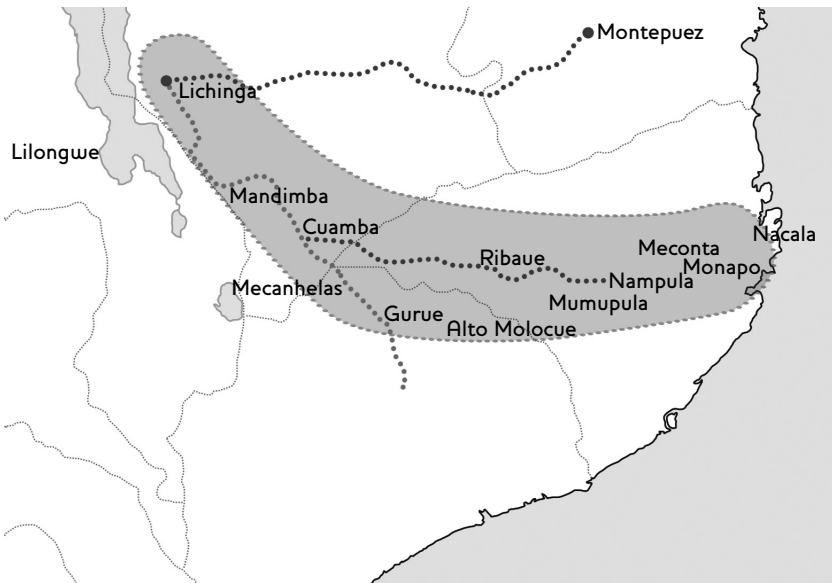 Montepuez
Lichinga
Lilongwe
Mandimba
Cuamba
Nacala
Meconta
Ribaue
Monapo
Nampula
Mecanhelas
Mumupula
Gurue
Alto Molocue